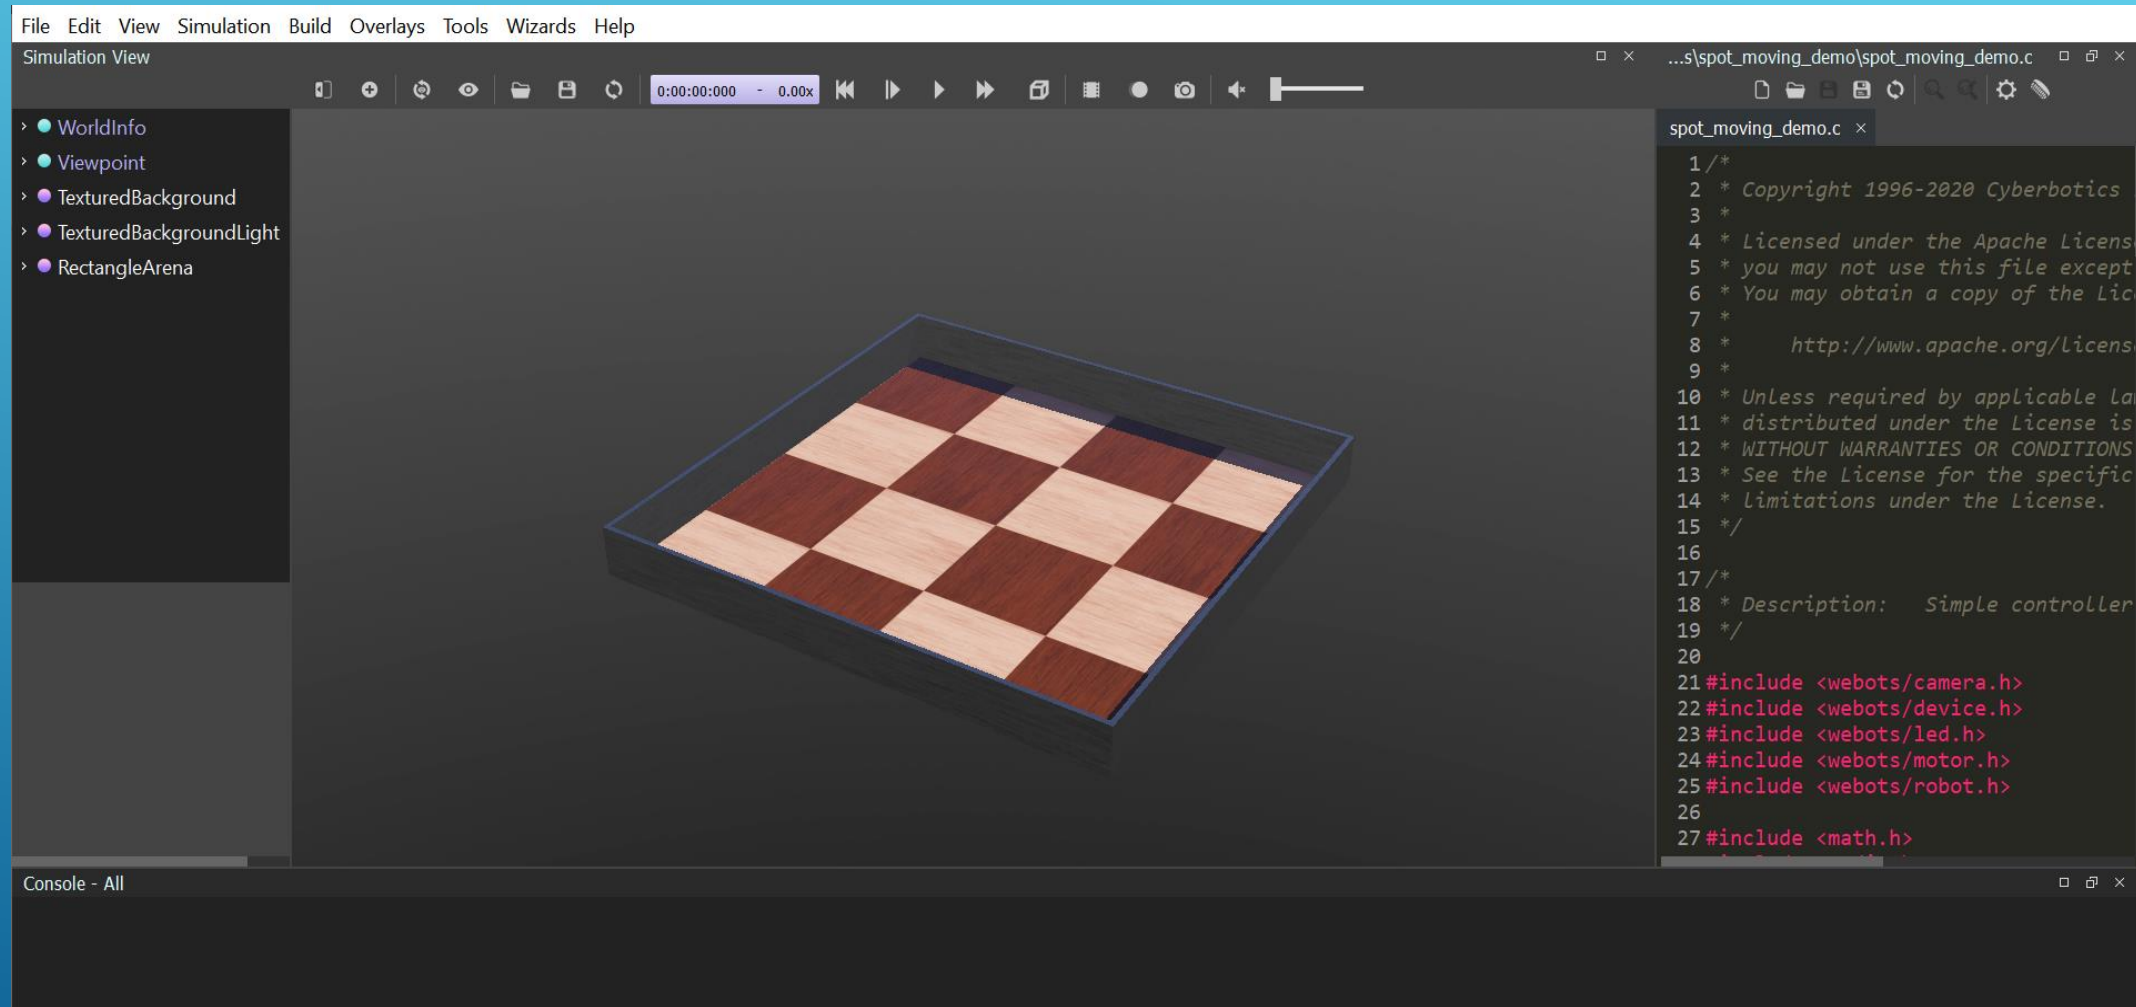 File Edit View Simulation Build Overlays Tools Wizards Help
Simulation View
...s\spot_moving_demo\spot_moving_demo.c
0:00:00:000 - 0.00x
WorldInfo
Viewpoint
TexturedBackground
TexturedBackgroundLight
RectangleArena
spot_moving_demo.c
1 /*
2 * Copyright 1996-2020 Cyberbotics
3 *
4 * Licensed under the Apache License
5 * you may not use this file except
6 * You may obtain a copy of the Lic
7 *
8 * http://www.apache.org/license
9 *
10 * Unless required by applicable la
11 * distributed under the License is
12 * WITHOUT WARRANTIES OR CONDITIONS
13 * See the License for the specific
14 * limitations under the License.
15 */
16
17 /*
18 * Description: Simple controller
19 */
20
21 #include <webots/camera.h>
22 #include <webots/device.h>
23 #include <webots/led.h>
24 #include <webots/motor.h>
25 #include <webots/robot.h>
26
27 #include <math.h>
Console - All